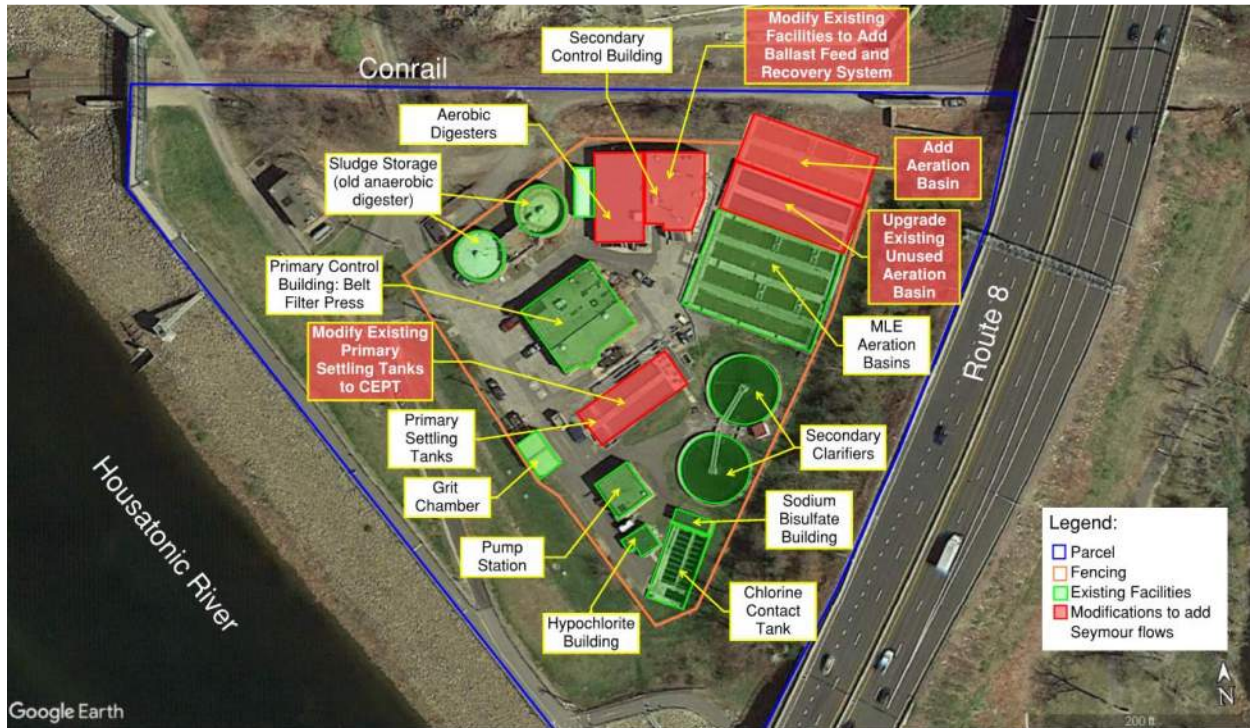 Conrail
Secondary
Control Building
Modify Existing
Facilities to Add
Ballast Feed and
Recovery System
Aerobic
Digesters
Sludge Storage
(old anaerobic
digester)
Add
Aeration
Basin
Primary Control
Building: Belt
Filter Press
Upgrade
Existing
Unused
Aeration
Basin
Modify Existing
Primary
Settling Tanks
to CEPT
MLE
Aeration
Basins
Route 8
Primary
Settling
Tanks
Secondary
Clarifiers
Grit
Chamber
Sodium
Bisulfate
Building
Pump
Station
Hypochlorite
Building
Chlorine
Contact
Tank
Housatonic River
Legend:
Parcel
Fencing
Existing Facilities
Modifications to add
Seymour flows
N
Google Earth
200 ft